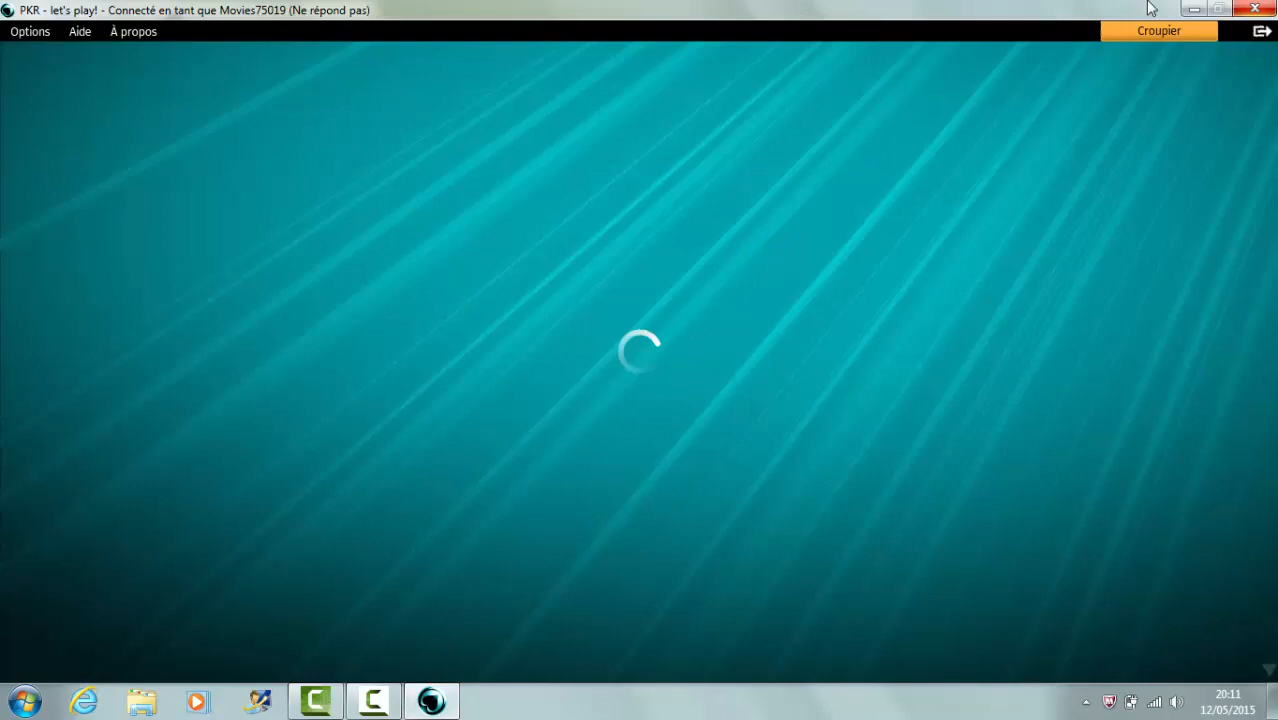 PKR - let's play! - Connecté en tant que Movies75019 (Ne répond pas)
Options Aide À propos Croupier
20:11
12/05/2015